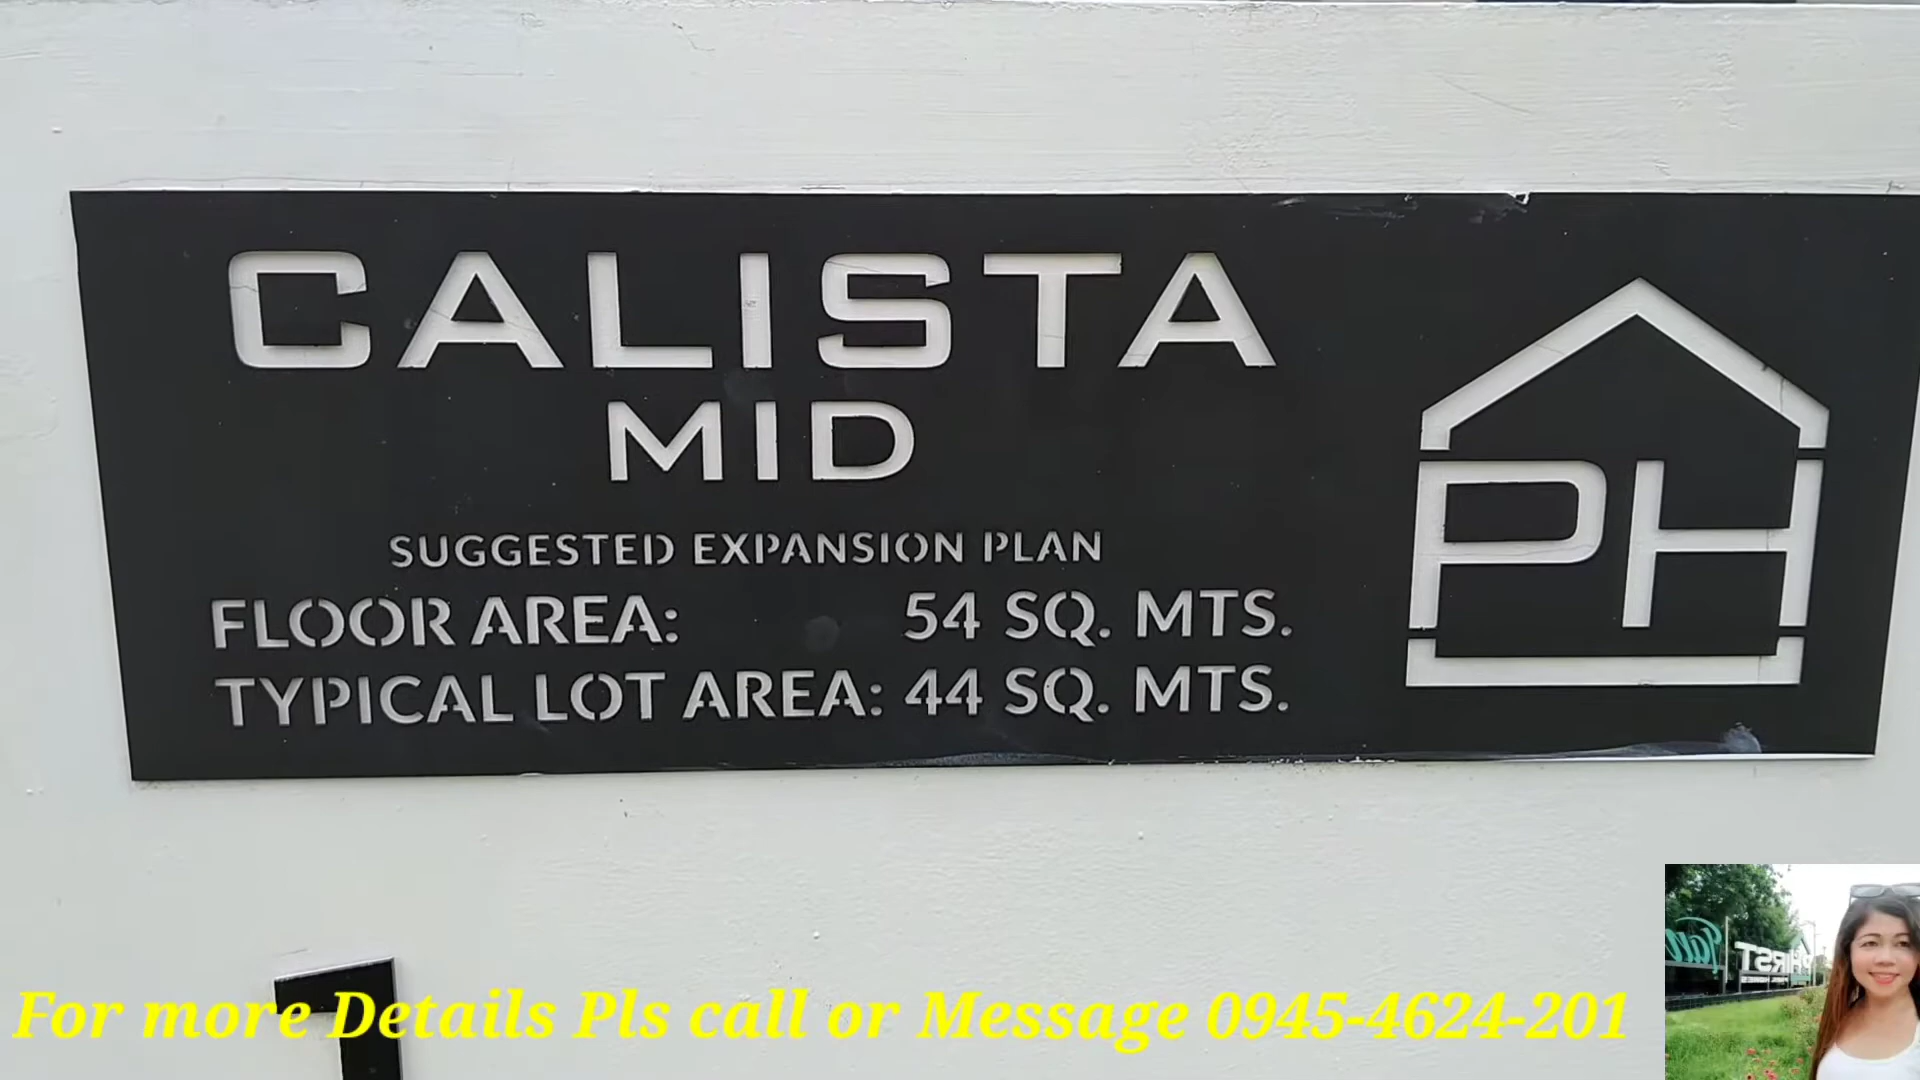 CALISTA
MID
SUGGESTED EXPANSION PLAN
FLOOR AREA: 54 SQ. MTS.
TYPICAL LOT AREA: 44 SQ. MTS.
PH
For more Details Pls call or Message 0945-4624-201
PHIRST